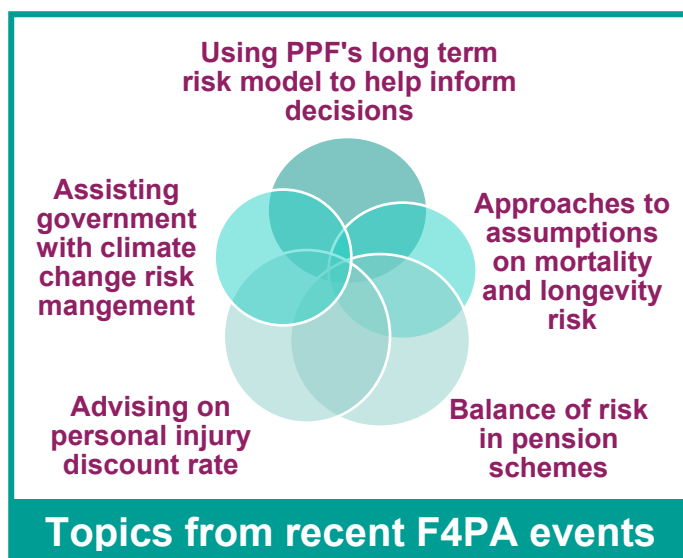 Using PPF's long term
risk model to help inform
decisions
Assisting
government
with climate
change risk
mangement
Approaches to
assumptions
on mortality
and longevity
risk
Advising on
personal injury
discount rate
Balance of risk
in pension
schemes
Topics from recent F4PA events